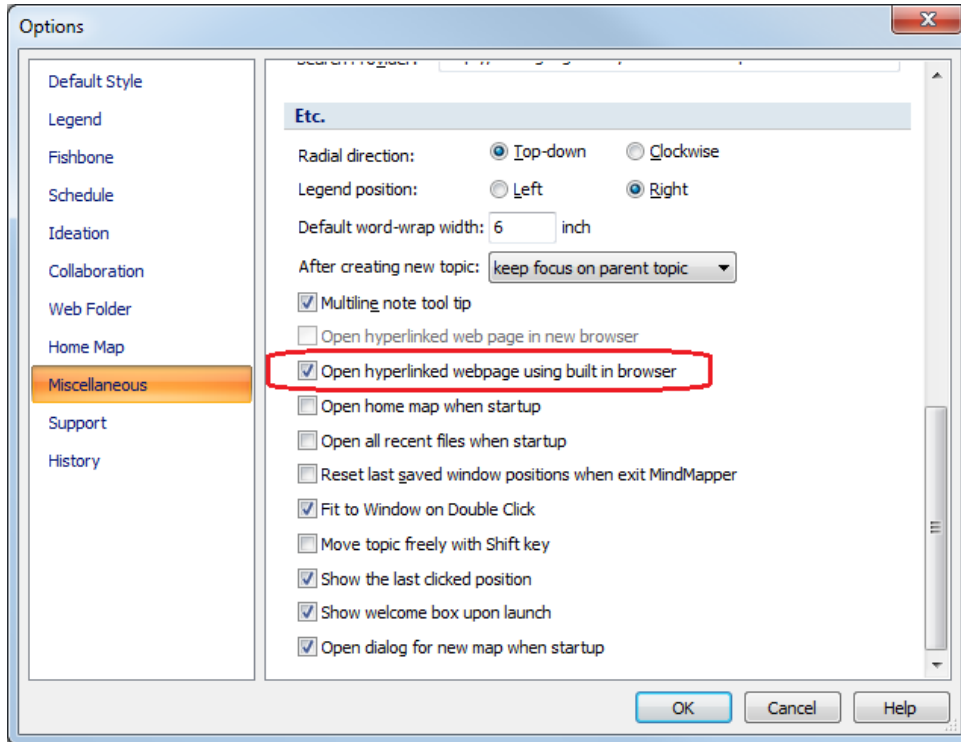 Options
Default Style
Legend
Fishbone
Schedule
Ideation
Collaboration
Web Folder
Home Map
Miscellaneous
Support
History
Etc.
Radial direction: Top-down Clockwise
Legend position: Left Right
Default word-wrap width: 6 inch
After creating new topic: keep focus on parent topic
Multiline note tool tip
Open hyperlinked web page in new browser
Open hyperlinked webpage using built in browser
Open home map when startup
Open all recent files when startup
Reset last saved window positions when exit MindMapper
Fit to Window on Double Click
Move topic freely with Shift key
Show the last clicked position
Show welcome box upon launch
Open dialog for new map when startup
OK Cancel Help